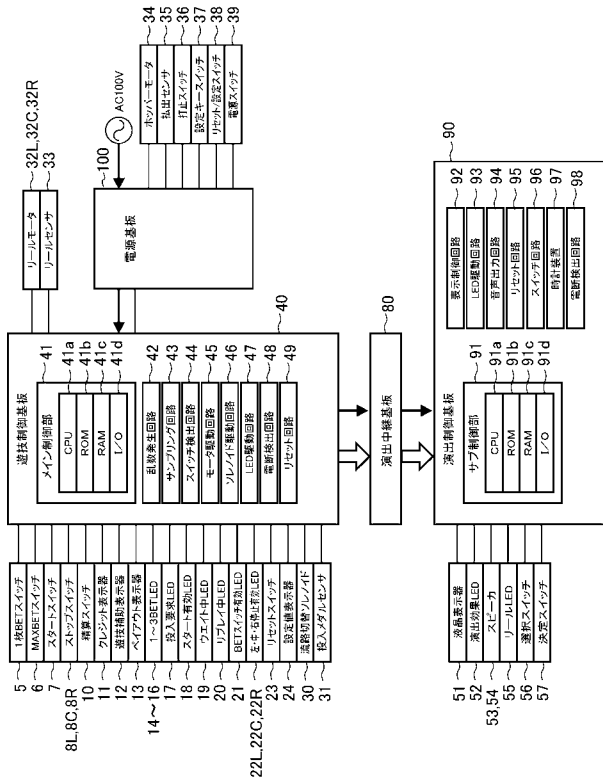 5 1枚BETスイッチ
6 MAXBETスイッチ
7 スタートスイッチ
8L,8C,8R ストップスイッチ
10 精算スイッチ
11 クレジット表示器
12 遊技補助表示器
13 ペイアウト表示器
14～16 1～3BETLED
17 投入要求LED
18 スタート有効LED
19 ウエイト中LED
20 リプレイ中LED
21 BETスイッチ有効LED
22L,22C,22R 左・中・右停止有効LED
23 リセットスイッチ
24 設定値表示器
30 流路切替ソレノイド
31 投入メダルセンサ
遊技制御基板
40
メイン制御部
41
CPU 41a
ROM 41b
RAM 41c
I/O 41d
乱数発生回路 42
サンプリング回路 43
スイッチ検出回路 44
モータ駆動回路 45
ソレノイド駆動回路 46
LED駆動回路 47
電断検出回路 48
リセット回路 49
リールモータ 32L,32C,32R
リールセンサ 33
電源基板
100
AC100V
ホッパーモータ 34
払出センサ 35
打止スイッチ 36
設定キースイッチ 37
リセット/設定スイッチ 38
電源スイッチ 39
演出中継基板
80
51 液晶表示器
52 演出効果LED
53,54 スピーカ
55 リールLED
56 選択スイッチ
57 決定スイッチ
演出制御基板
90
サブ制御部
91
CPU 91a
ROM 91b
RAM 91c
I/O 91d
表示制御回路 92
LED駆動回路 93
音声出力回路 94
リセット回路 95
スイッチ回路 96
時計装置 97
電断検出回路 98